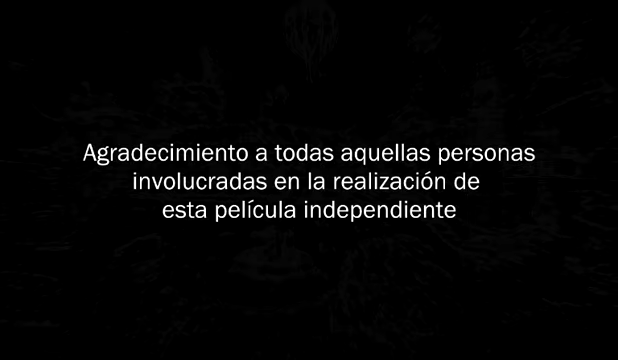 Agradecimiento a todas aquellas personas
involucradas en la realización de
esta película independiente